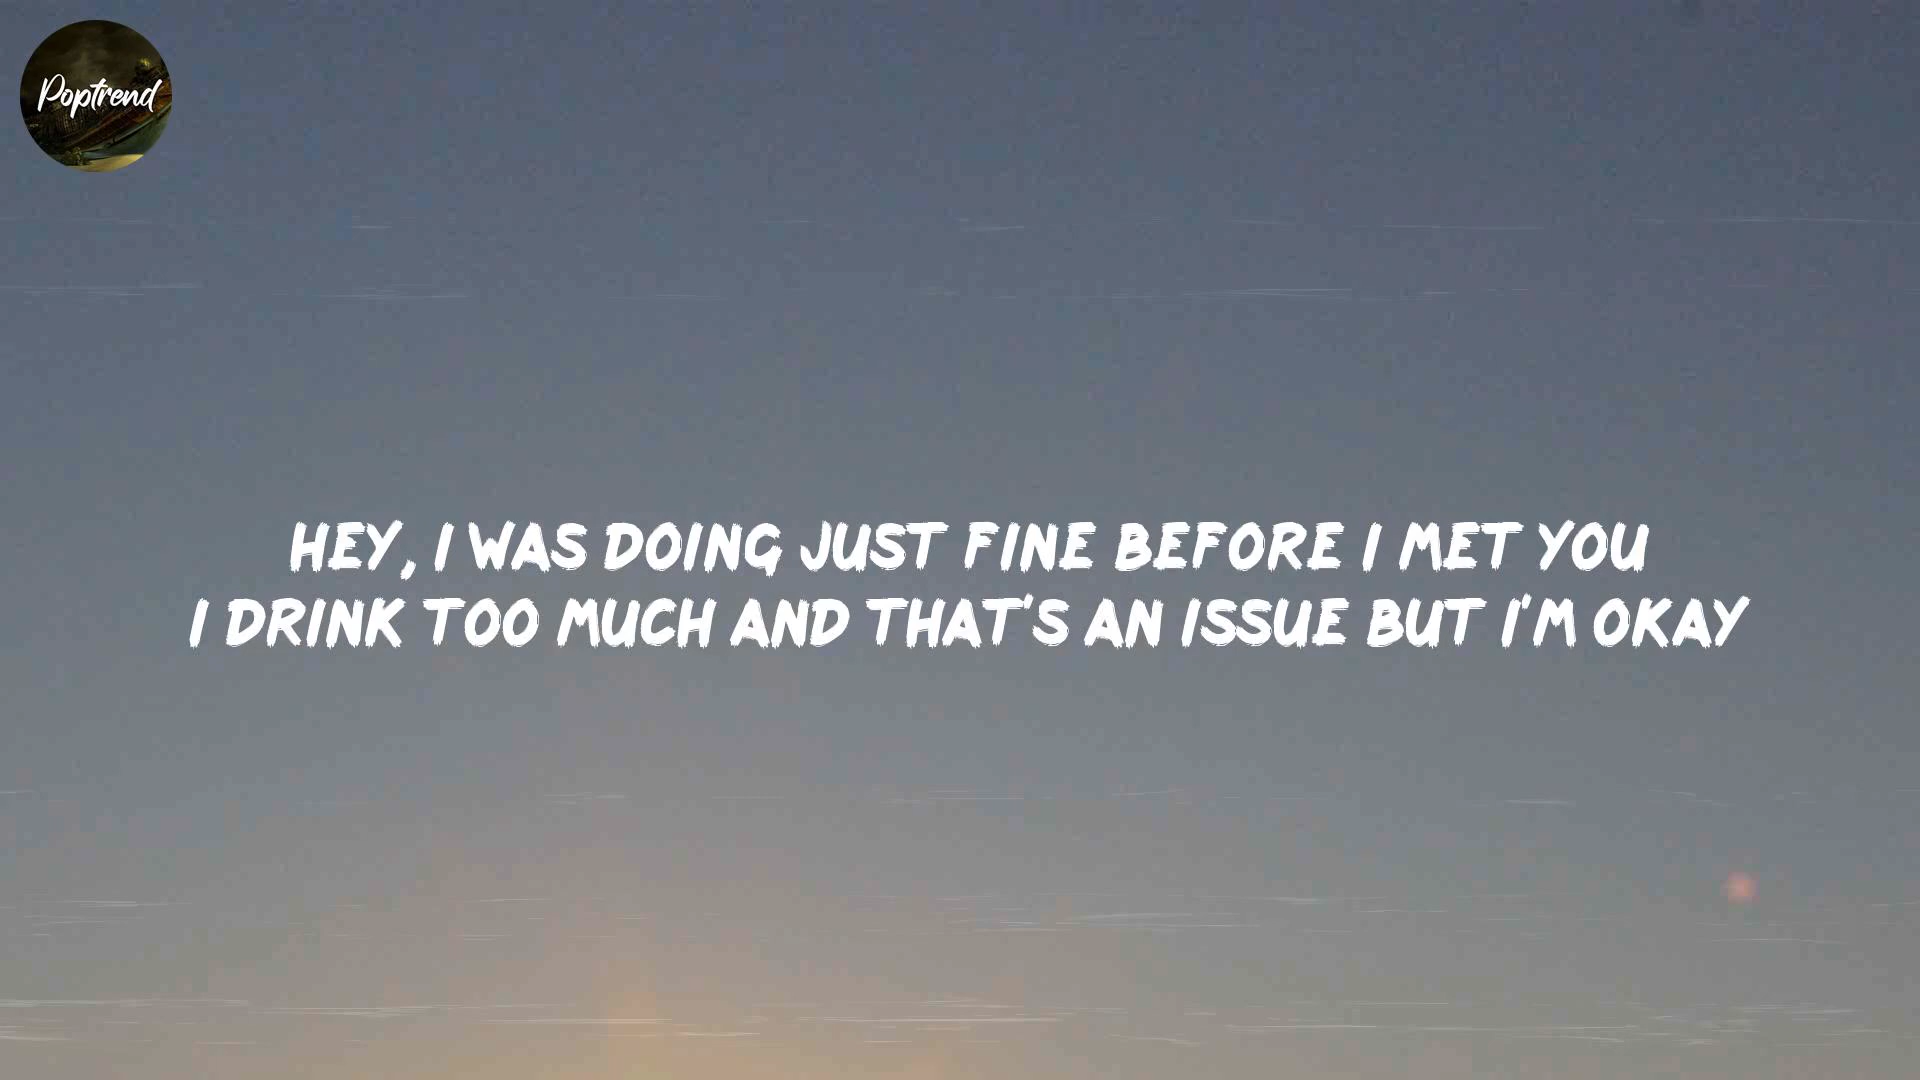 Poptrend
HEY, I WAS DOING JUST FINE BEFORE I MET YOU
I DRINK TOO MUCH AND THAT'S AN ISSUE BUT I'M OKAY